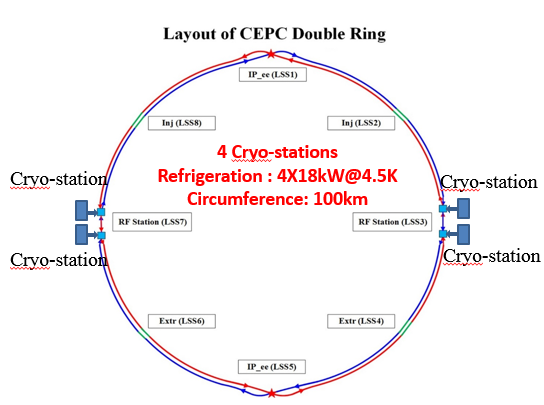 Layout of CEPC Double Ring
IP_ee (LSS1)
Inj (LSS8)
Inj (LSS2)
4 Cryo-stations
Refrigeration : 4X18kW@4.5K
Circumference: 100km
Cryo-station
Cryo-station
RF Station (LSS7)
RF Station (LSS3)
Cryo-station
Cryo-station
Extr (LSS6)
Extr (LSS4)
IP_ee (LSS5)